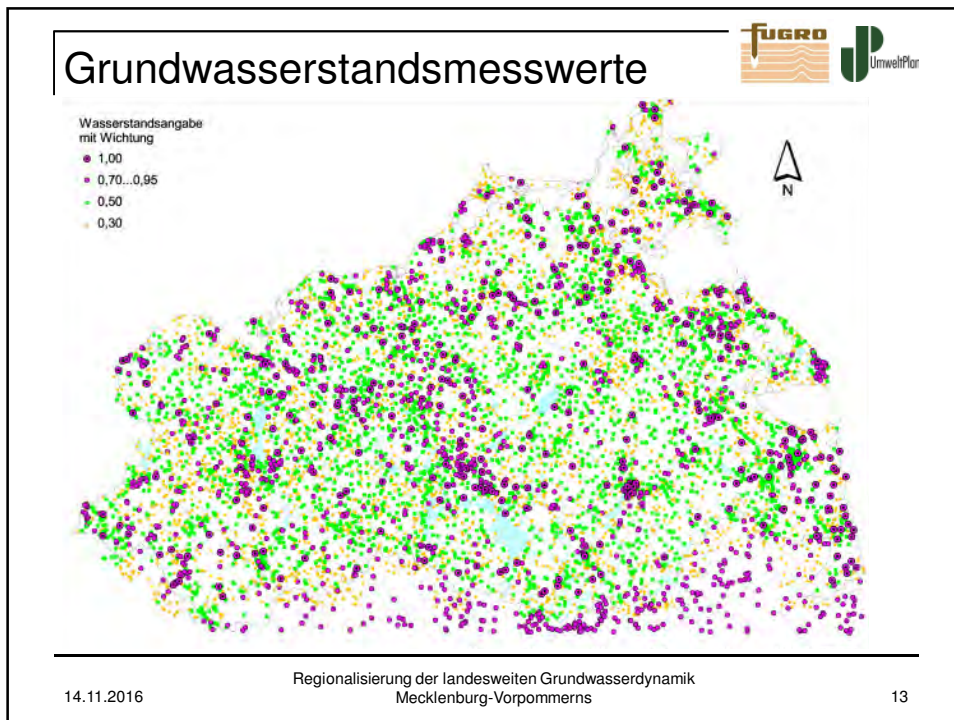 Grundwasserstandsmesswerte
FUGRO
UmweltPlan
Wasserstandsangabe
mit Wichtung
1,00
0,70...0,95
0,50
0,30
N
14.11.2016
Regionalisierung der landesweiten Grundwasserdynamik
Mecklenburg-Vorpommerns
13